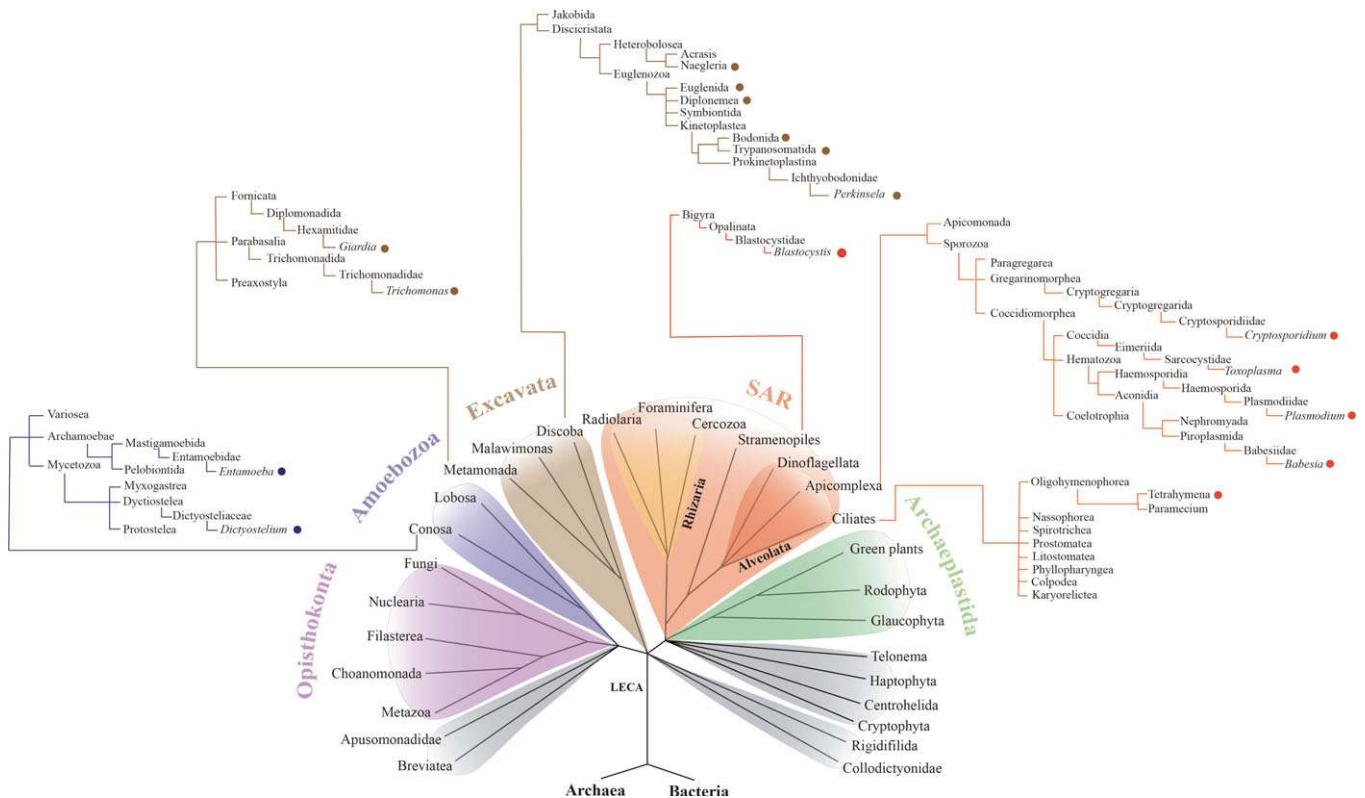 Jakobida
Discicristata
Heterobolosea
Acrasis
Naegleria
Euglenozoa
Euglenida
Diplonemea
Symbiontida
Kinetoplastea
Bodonida
Trypanosomatida
Prokinetoplastina
Ichthyobodonidae
Perkinsela
Fornicata
Diplomonadida
Hexamitidae
Giardia
Parabasalia
Trichomonadida
Trichomonadidae
Trichomonas
Preaxostyla
Bigyra
Opalinata
Blastocystidae
Blastocystis
Apicomonada
Sporozoa
Paragregarea
Gregarinomorphea
Cryptogregaria
Cryptogregarida
Cryptosporidiidae
Cryptosporidium
Coccidiomorphea
Coccidia
Eimeriida
Sarcocystidae
Toxoplasma
Hematozoa
Haemosporidia
Haemosporida
Plasmodiidae
Plasmodium
Aconidia
Nephromyada
Piroplasmida
Babesiidae
Babesia
Coelotrophia
Variosea
Archamoebae
Mastigamoebida
Entamoebidae
Entamoeba
Pelobiontida
Mycetozoa
Myxogastrea
Dyctiostelea
Dictyosteliaceae
Dictyostelium
Protostelea
Oligohymenophorea
Tetrahymena
Paramecium
Nassophorea
Spirotrichea
Prostomatea
Litostomatea
Phyllopharyngea
Colpodea
Karyorelictea
Opisthokonta
Amoebozoa
Excavata
SAR
Archaeplastida
Breviatea
Apusomonadidae
Metazoa
Choanomonada
Filasterea
Nuclearia
Fungi
Conosa
Lobosa
Metamonada
Malawimonas
Discoba
Radiolaria
Foraminifera
Cercozoa
Rhizaria
Stramenopiles
Dinoflagellata
Apicomplexa
Ciliates
Alveolata
Green plants
Rodophyta
Glaucophyta
Telonema
Haptophyta
Centrohelida
Cryptophyta
Rigidifilida
Collodictyonidae
LECA
Archaea
Bacteria